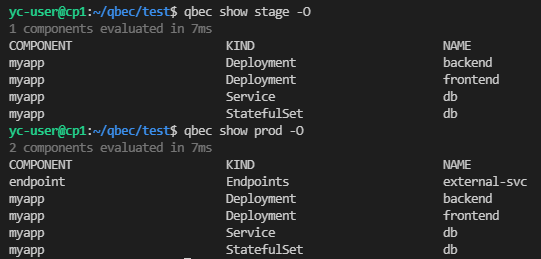 yc-user@cp1:~/qbec/test$ qbec show stage -O
1 components evaluated in 7ms
COMPONENT KIND NAME
myapp Deployment backend
myapp Deployment frontend
myapp Service db
myapp StatefulSet db
yc-user@cp1:~/qbec/test$ qbec show prod -O
2 components evaluated in 7ms
COMPONENT KIND NAME
endpoint Endpoints external-svc
myapp Deployment backend
myapp Deployment frontend
myapp Service db
myapp StatefulSet db